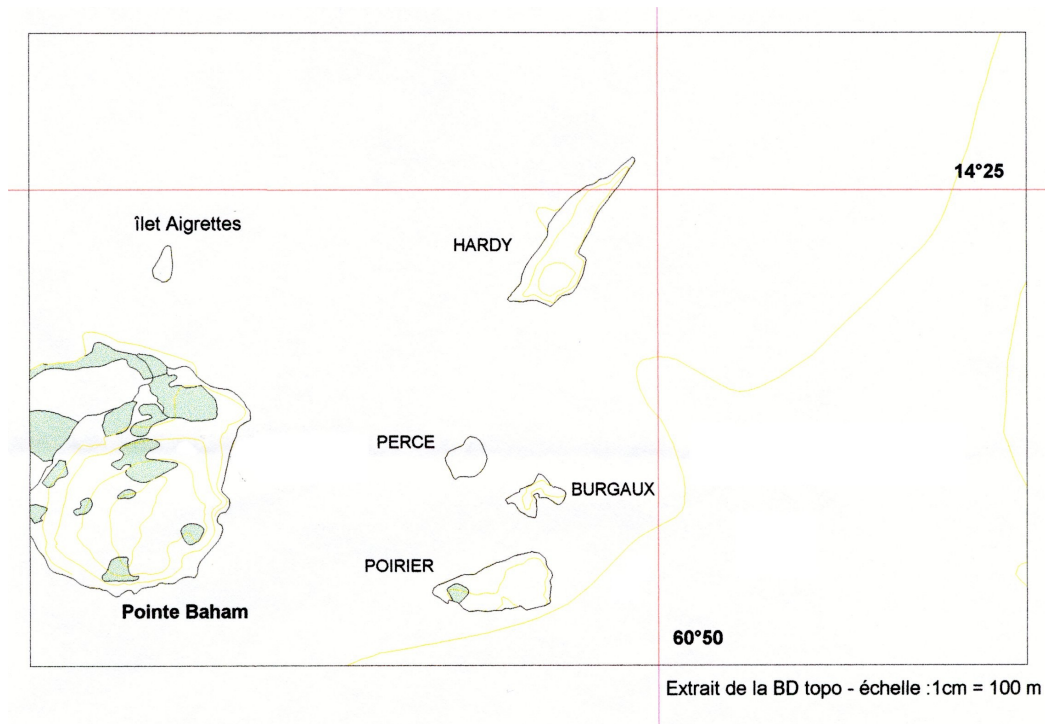 14°25
îlet Aigrettes
HARDY
PERCE
BURGAUX
POIRIER
Pointe Baham
60°50
Extrait de la BD topo - échelle :1cm = 100 m